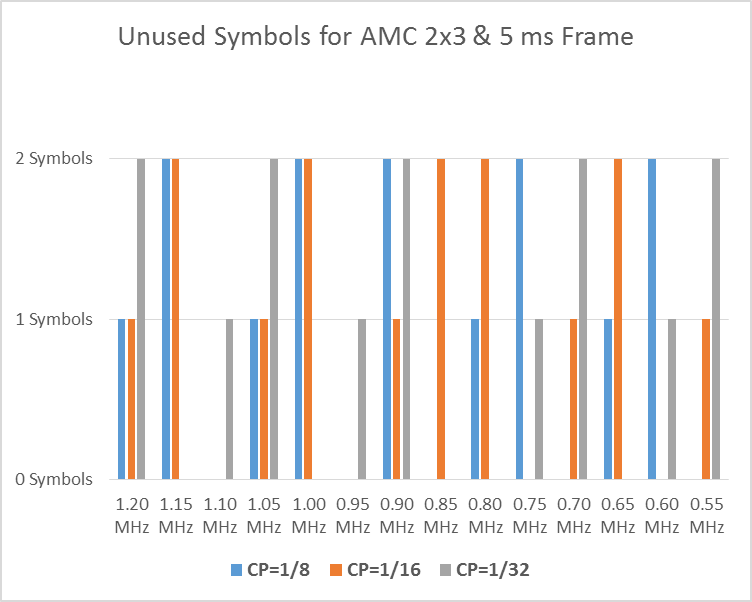 Unused Symbols for AMC 2x3 & 5 ms Frame
2 Symbols
1 Symbols
0 Symbols
1.20 1.15 1.10 1.05 1.00 0.95 0.90 0.85 0.80 0.75 0.70 0.65 0.60 0.55
MHz MHz MHz MHz MHz MHz MHz MHz MHz MHz MHz MHz MHz MHz
CP=1/8 CP=1/16 CP=1/32